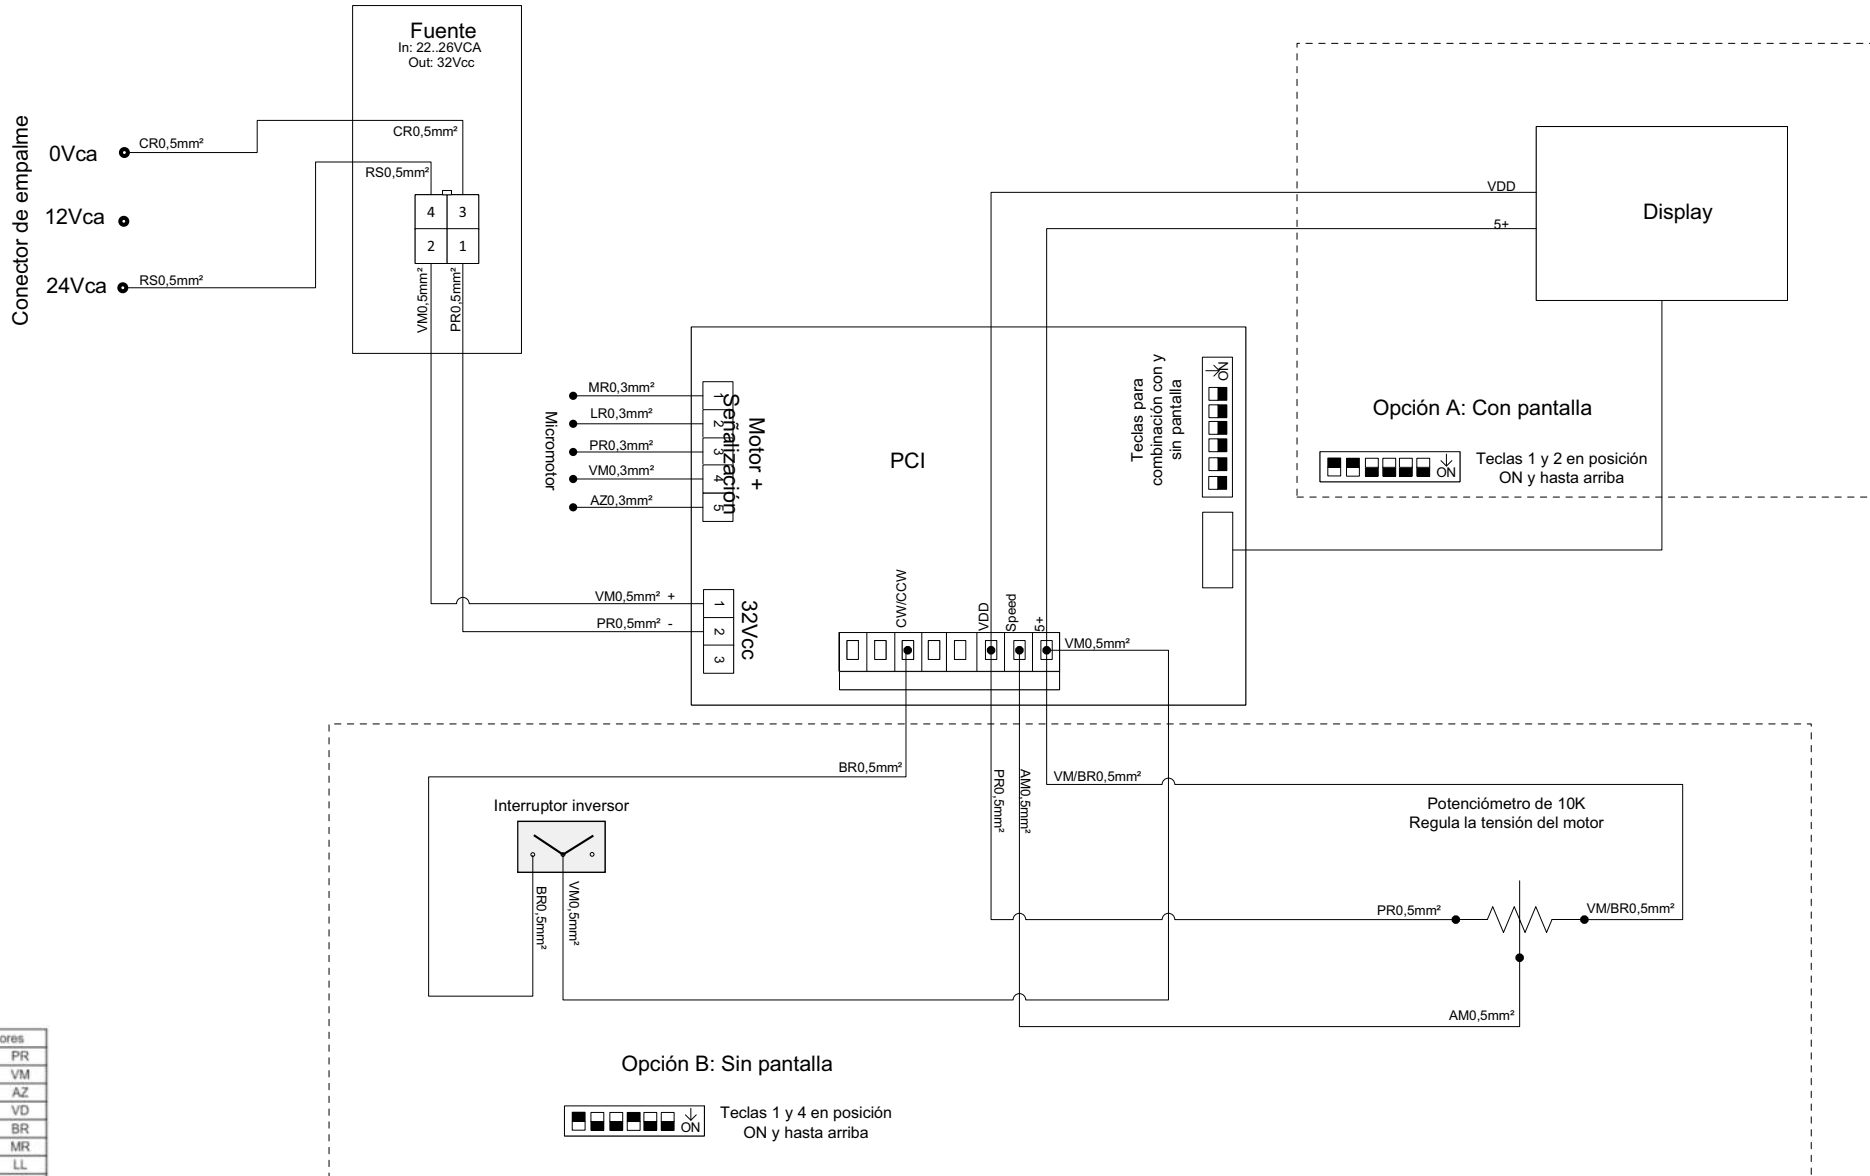 Fuente
In: 22..26VCA
Out: 32Vcc
Conector de empalme
0Vca
CR0,5mm²
CR0,5mm²
RS0,5mm²
12Vca
24Vca
RS0,5mm²
4 3
2 1
VM0,5mm²
PR0,5mm²
VDD
5+
Display
Opción A: Con pantalla
ON
Teclas 1 y 2 en posición
ON y hasta arriba
Micromotor
MR0,3mm²
LR0,3mm²
PR0,3mm²
VM0,3mm²
AZ0,3mm²
1
2
3
4
5
Motor +
Señalización
PCI
Teclas para
combinación con y
sin pantalla
ON
VM0,5mm² +
PR0,5mm² -
1
2
3
32Vcc
CW/CCW
VDD
Speed
5+
VM0,5mm²
BR0,5mm²
PR0,5mm²
AM0,5mm²
VM/BR0,5mm²
Interruptor inversor
BR0,5mm²
VM0,5mm²
Potenciómetro de 10K
Regula la tensión del motor
PR0,5mm²
VM/BR0,5mm²
AM0,5mm²
Opción B: Sin pantalla
ON
Teclas 1 y 4 en posición
ON y hasta arriba
ores
PR
VM
AZ
VD
BR
MR
LL